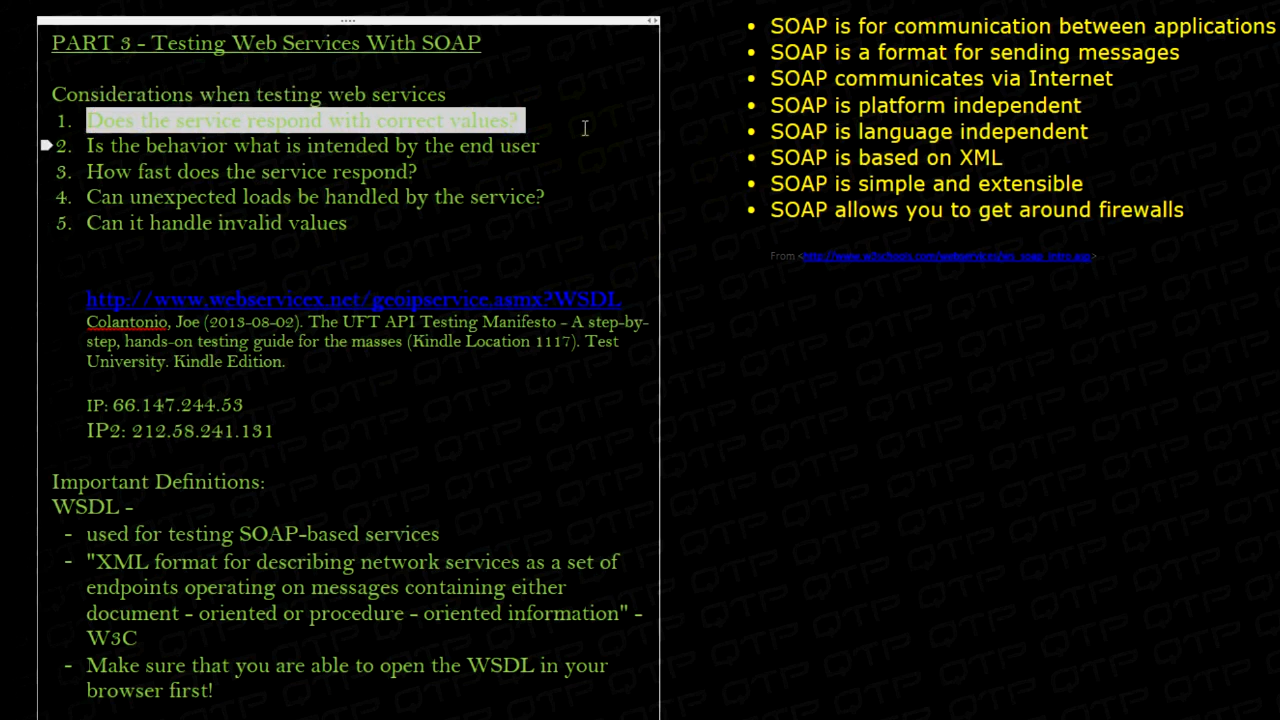 PART 3 - Testing Web Services With SOAP
Considerations when testing web services
1. Does the service respond with correct values?
2. Is the behavior what is intended by the end user
3. How fast does the service respond?
4. Can unexpected loads be handled by the service?
5. Can it handle invalid values
http://www.webservicex.net/geoipservice.asmx?WSDL
Colantonio, Joe (2013-08-02). The UFT API Testing Manifesto - A step-by-
step, hands-on testing guide for the masses (Kindle Location 1117). Test
University. Kindle Edition.
IP: 66.147.244.53
IP2: 212.58.241.131
Important Definitions:
WSDL -
- used for testing SOAP-based services
- "XML format for describing network services as a set of
endpoints operating on messages containing either
document - oriented or procedure - oriented information" -
W3C
- Make sure that you are able to open the WSDL in your
browser first!
• SOAP is for communication between applications
• SOAP is a format for sending messages
• SOAP communicates via Internet
• SOAP is platform independent
• SOAP is language independent
• SOAP is based on XML
• SOAP is simple and extensible
• SOAP allows you to get around firewalls
From <http://www.w3schools.com/webservices/ws_soap_intro.asp>
QTP